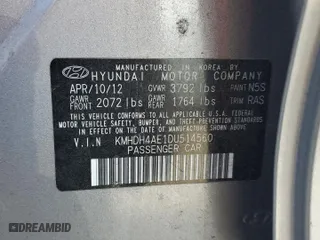 MANUFACTURED IN KOREA BY
HYUNDAI MOTOR COMPANY
APR/10/12 GVWR 3792 lbs PAINT N5S
GAWR FRONT 2072 lbs GAWR REAR 1764 lbs TRIM RAS
THIS VEHICLE CONFORMS TO ALL APPLICABLE U.S.A. FEDERAL
MOTOR VEHICLE SAFETY, BUMPER, AND THEFT PREVENTION
STANDARDS IN EFFECT ON THE DATE OF MANUFACTURE SHOWN ABOVE.
V.I.N KMHDH4AE1DU514560
PASSENGER CAR